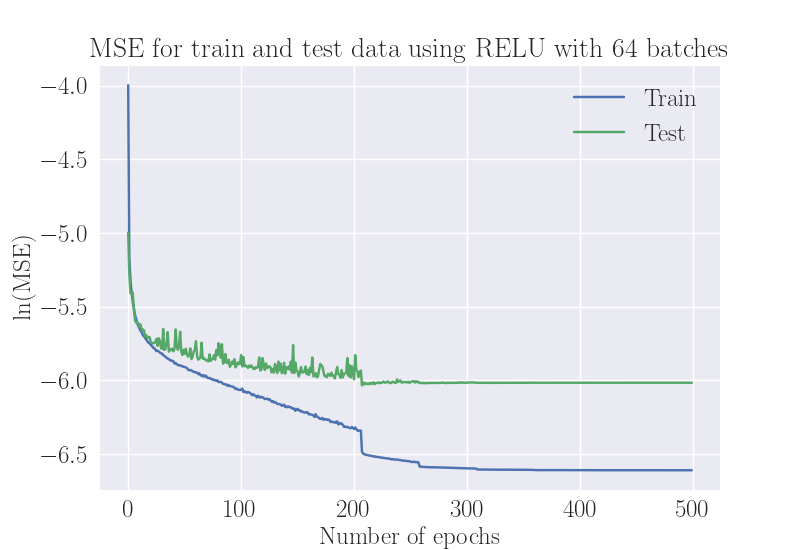 MSE for train and test data using RELU with 64 batches
Train
Test
−4.0
−4.5
−5.0
−5.5
−6.0
−6.5
ln(MSE)
0
100
200
300
400
500
Number of epochs